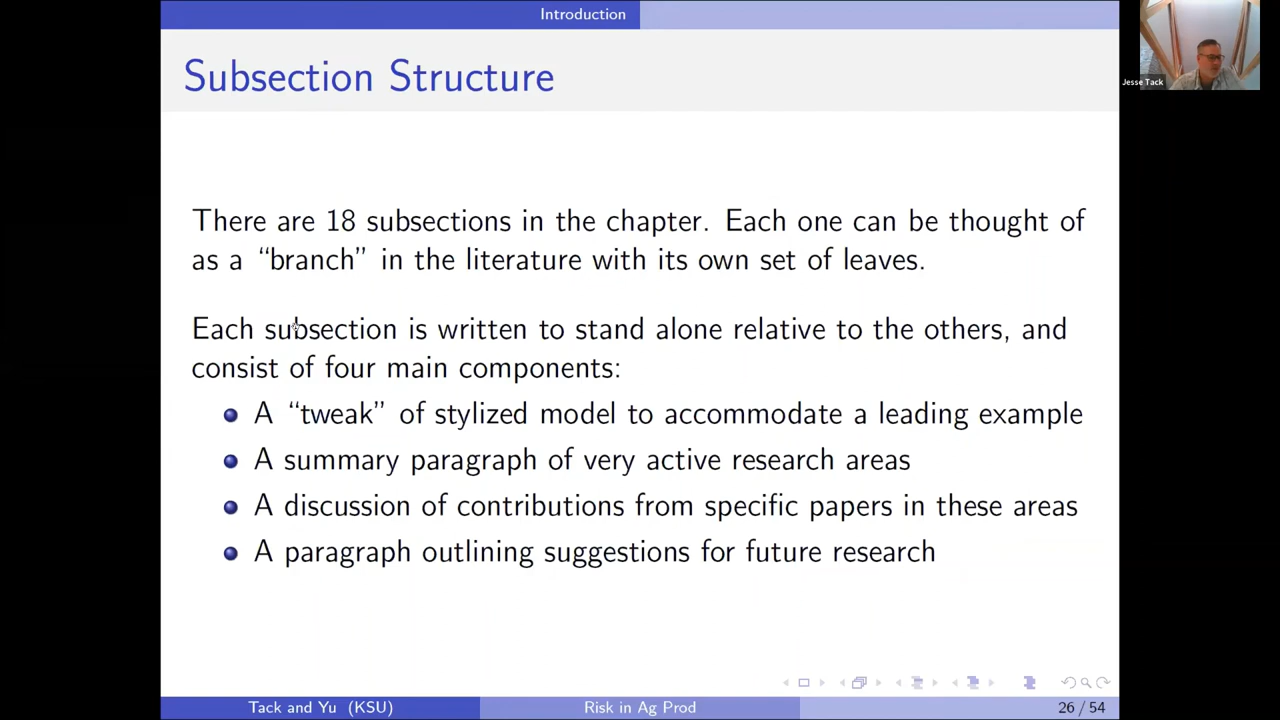 Introduction
Jesse Tack
Subsection Structure
There are 18 subsections in the chapter. Each one can be thought of
as a “branch” in the literature with its own set of leaves.
Each subsection is written to stand alone relative to the others, and
consist of four main components:
A “tweak” of stylized model to accommodate a leading example
A summary paragraph of very active research areas
A discussion of contributions from specific papers in these areas
A paragraph outlining suggestions for future research
Tack and Yu (KSU)
Risk in Ag Prod
26 / 54